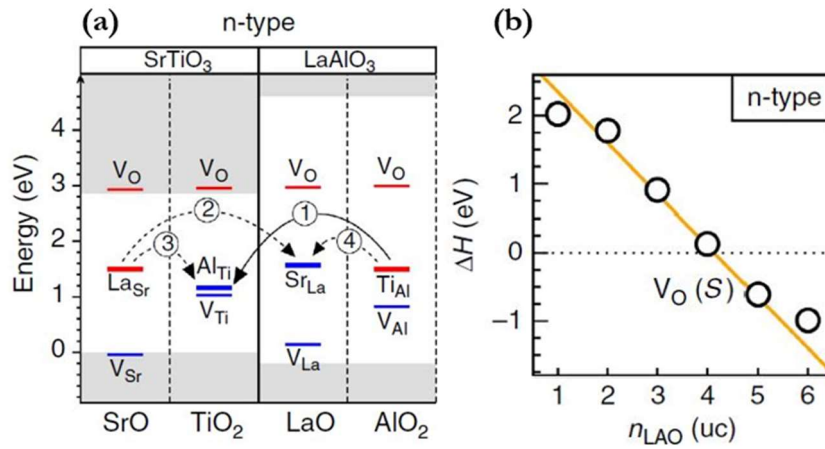 (a)
n-type
SrTiO3
LaAlO3
Energy (eV)
4
3
2
1
0
VO
VO
VO
VO
2
1
3
4
LaSr
AlTi
VTi
SrLa
TiAl
VAl
VSr
VLa
SrO
TiO2
LaO
AlO2
(b)
n-type
ΔH (eV)
2
1
0
−1
VO (S)
1 2 3 4 5 6
nLAO (uc)